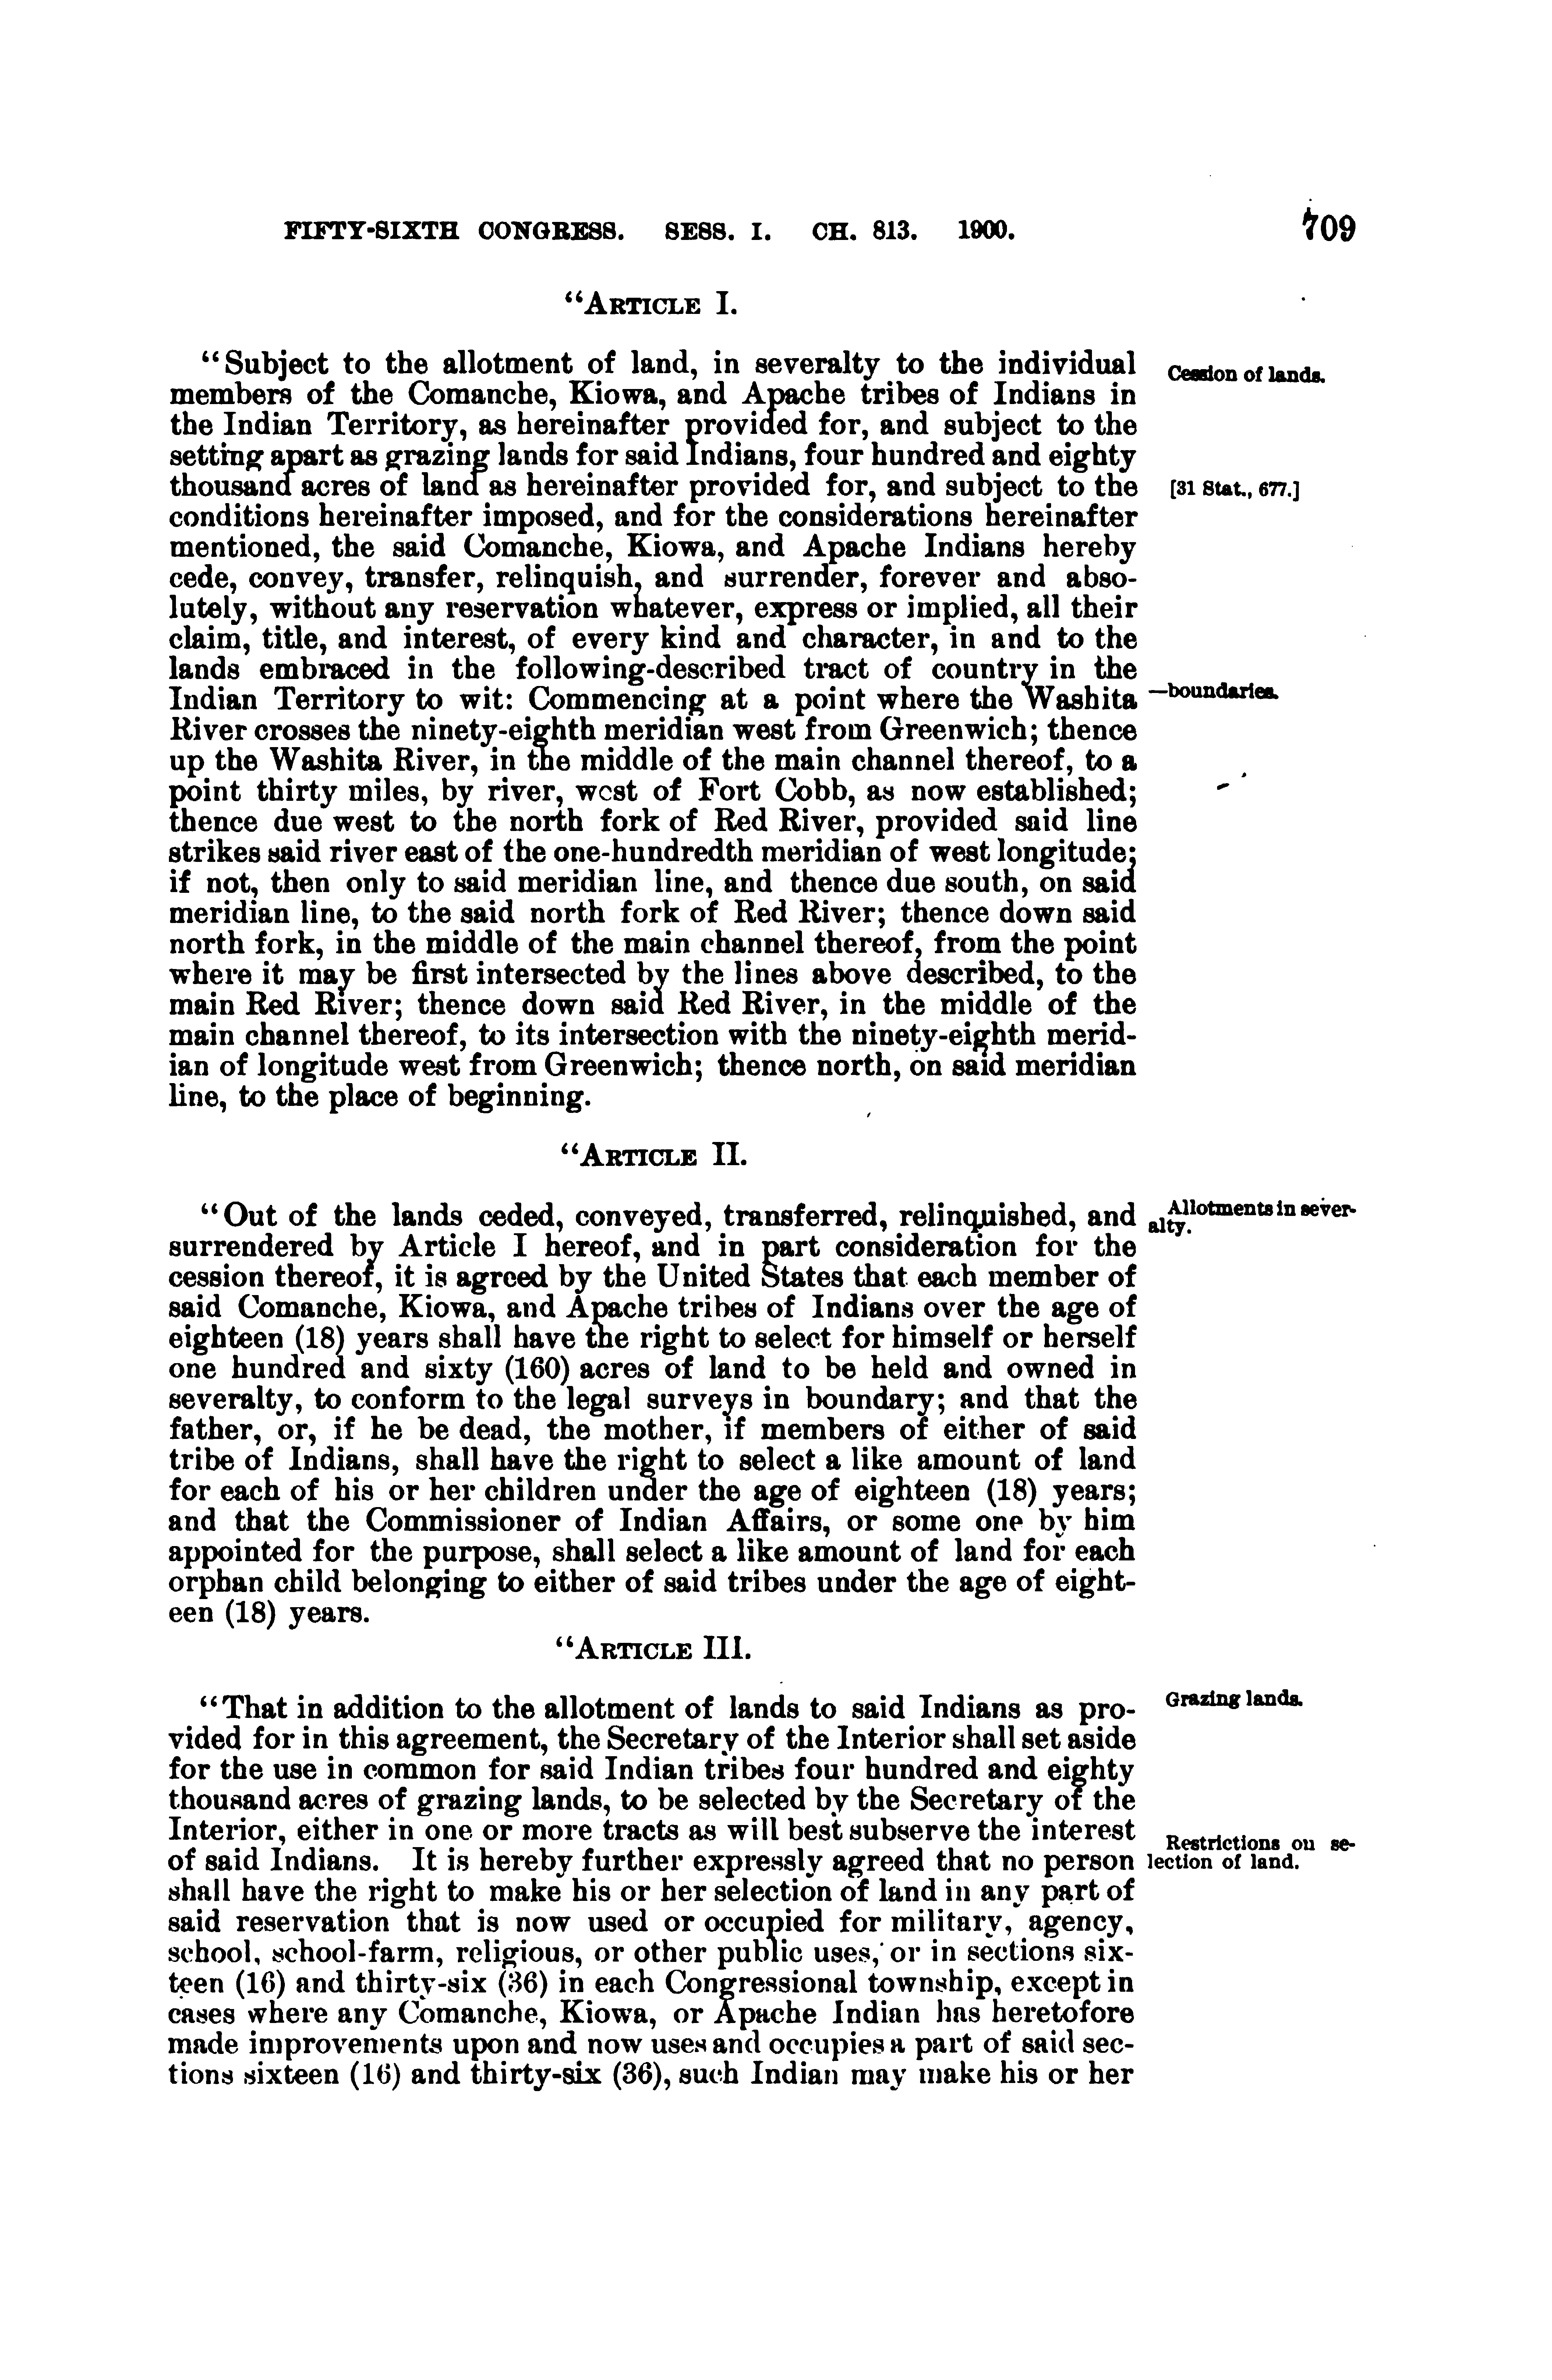 FIFTY-SIXTH CONGRESS. SESS. I. CH. 813. 1900. 709
“ARTICLE I.
“Subject to the allotment of land, in severalty to the individual
members of the Comanche, Kiowa, and Apache tribes of Indians in
the Indian Territory, as hereinafter provided for, and subject to the
setting apart as grazing lands for said Indians, four hundred and eighty
thousand acres of land as hereinafter provided for, and subject to the
conditions hereinafter imposed, and for the considerations hereinafter
mentioned, the said Comanche, Kiowa, and Apache Indians hereby
cede, convey, transfer, relinquish, and surrender, forever and abso-
lutely, without any reservation whatever, express or implied, all their
claim, title, and interest, of every kind and character, in and to the
lands embraced in the following-described tract of country in the
Indian Territory to wit: Commencing at a point where the Washita
River crosses the ninety-eighth meridian west from Greenwich; thence
up the Washita River, in the middle of the main channel thereof, to a
point thirty miles, by river, west of Fort Cobb, as now established;
thence due west to the north fork of Red River, provided said line
strikes said river east of the one-hundredth meridian of west longitude;
if not, then only to said meridian line, and thence due south, on said
meridian line, to the said north fork of Red River; thence down said
north fork, in the middle of the main channel thereof, from the point
where it may be first intersected by the lines above described, to the
main Red River; thence down said Red River, in the middle of the
main channel thereof, to its intersection with the ninety-eighth merid-
ian of longitude west from Greenwich; thence north, on said meridian
line, to the place of beginning.
Cession of lands.
[31 Stat., 677.]
—boundaries.
“ARTICLE II.
“Out of the lands ceded, conveyed, transferred, relinquished, and
surrendered by Article I hereof, and in part consideration for the
cession thereof, it is agreed by the United States that each member of
said Comanche, Kiowa, and Apache tribes of Indians over the age of
eighteen (18) years shall have the right to select for himself or herself
one hundred and sixty (160) acres of land to be held and owned in
severalty, to conform to the legal surveys in boundary; and that the
father, or, if he be dead, the mother, if members of either of said
tribe of Indians, shall have the right to select a like amount of land
for each of his or her children under the age of eighteen (18) years;
and that the Commissioner of Indian Affairs, or some one by him
appointed for the purpose, shall select a like amount of land for each
orphan child belonging to either of said tribes under the age of eight-
een (18) years.
Allotments in sever-
alty.
“ARTICLE III.
“That in addition to the allotment of lands to said Indians as pro-
vided for in this agreement, the Secretary of the Interior shall set aside
for the use in common for said Indian tribes four hundred and eighty
thousand acres of grazing lands, to be selected by the Secretary of the
Interior, either in one or more tracts as will best subserve the interest
of said Indians. It is hereby further expressly agreed that no person
shall have the right to make his or her selection of land in any part of
said reservation that is now used or occupied for military, agency,
school, school-farm, religious, or other public uses, or in sections six-
teen (16) and thirty-six (36) in each Congressional township, except in
cases where any Comanche, Kiowa, or Apache Indian has heretofore
made improvements upon and now uses and occupies a part of said sec-
tions sixteen (16) and thirty-six (36), such Indian may make his or her
Grazing lands.
Restrictions on se-
lection of land.